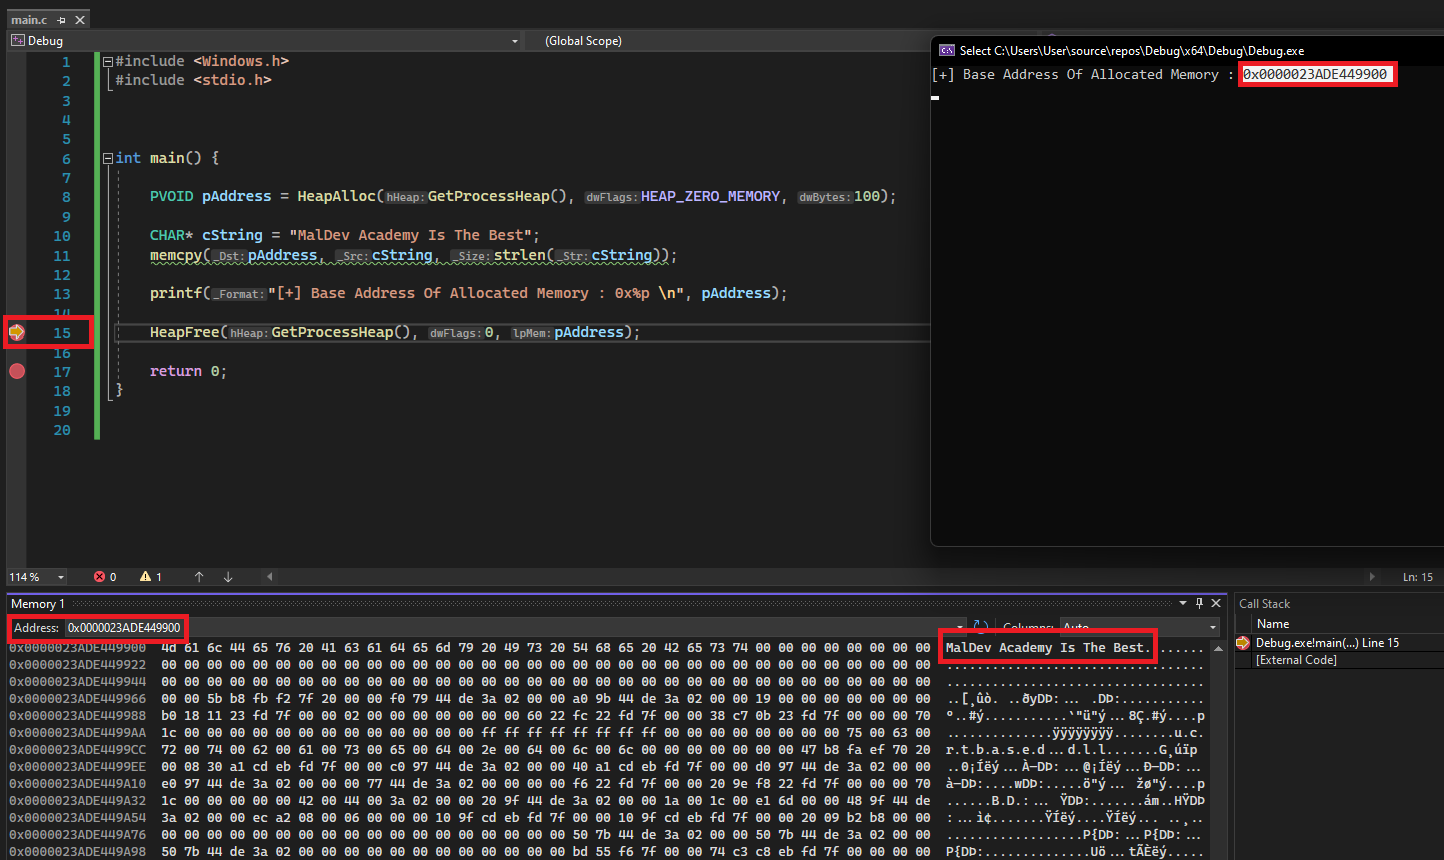 main.c
Debug
(Global Scope)
1 #include <Windows.h>
2 #include <stdio.h>
3
4
5
6 int main() {
7
8 PVOID pAddress = HeapAlloc(hHeap:GetProcessHeap(), dwFlags:HEAP_ZERO_MEMORY, dwBytes:100);
9
10 CHAR* cString = "MalDev Academy Is The Best";
11 memcpy(_Dst:pAddress, _Src:cString, _Size:strlen(_Str:cString));
12
13 printf(_Format:"[+] Base Address Of Allocated Memory : 0x%p \n", pAddress);
14
15 HeapFree(hHeap:GetProcessHeap(), dwFlags:0, lpMem:pAddress);
16
17 return 0;
18 }
19
20
Select C:\Users\User\source\repos\Debug\x64\Debug\Debug.exe
[+] Base Address Of Allocated Memory : 0x0000023ADE449900
114 % 0 1 Ln: 15
Memory 1
Address: 0x0000023ADE449900 Columns: Auto
0x0000023ADE449900 4d 61 6c 44 65 76 20 41 63 61 64 65 6d 79 20 49 73 20 54 68 65 20 42 65 73 74 00 00 00 00 00 00 00 00 MalDev Academy Is The Best........
0x0000023ADE449922 00 00 00 00 00 00 00 00 00 00 00 00 00 00 00 00 00 00 00 00 00 00 00 00 00 00 00 00 00 00 00 00 00 00 ..................................
0x0000023ADE449944 00 00 00 00 00 00 00 00 00 00 00 00 00 00 00 00 00 00 00 00 00 00 00 00 00 00 00 00 00 00 00 00 00 00 ..................................
0x0000023ADE449966 00 00 5b b8 fb f2 7f 20 00 00 f0 79 44 de 3a 02 00 00 a0 9b 44 de 3a 02 00 00 19 00 00 00 00 00 00 00
0x0000023ADE449988 b0 18 11 23 fd 7f 00 00 02 00 00 00 00 00 00 00 60 22 fc 22 fd 7f 00 00 38 c7 0b 23 fd 7f 00 00 00 70
0x0000023ADE4499AA 1c 00 00 00 00 00 00 00 ff ff ff ff ff ff ff ff 00 00 00 00 00 00 00 00 75 00 63 00
0x0000023ADE4499CC 72 00 74 00 62 00 61 00 73 00 65 00 64 00 2e 00 64 00 6c 00 6c 00 00 00 00 00 00 00 00 47 b8 fa ef 70 20
0x0000023ADE4499EE 00 08 30 a1 cd eb fd 7f 00 00 c0 97 44 de 3a 02 00 00 40 a1 cd eb fd 7f 00 00 d0 97 44 de 3a 02 00 00
0x0000023ADE449A10 e0 97 44 de 3a 02 00 00 00 77 44 de 3a 02 00 00 00 00 f6 22 fd 7f 00 00 20 9e f8 22 fd 7f 00 00 00 70
0x0000023ADE449A32 1c 00 00 00 00 00 42 00 44 00 3a 02 00 00 20 9f 44 de 3a 02 00 00 1a 00 1c 00 e1 6d 00 00 48 9f 44 de
0x0000023ADE449A54 3a 02 00 00 ec a2 08 00 06 00 00 00 10 9f cd eb fd 7f 00 00 10 9f cd eb fd 7f 00 00 20 09 b2 b8 00 00
0x0000023ADE449A76 00 00 00 00 00 00 00 00 00 00 00 00 00 00 00 00 50 7b 44 de 3a 02 00 00 50 7b 44 de 3a 02 00 00
0x0000023ADE449A98 50 7b 44 de 3a 02 00 00 00 00 00 00 00 00 00 00 bd 55 f6 7f 00 00 74 c3 c8 eb fd 7f 00 00 00 00
Call Stack
Name
Debug.exe!main(...) Line 15
[External Code]